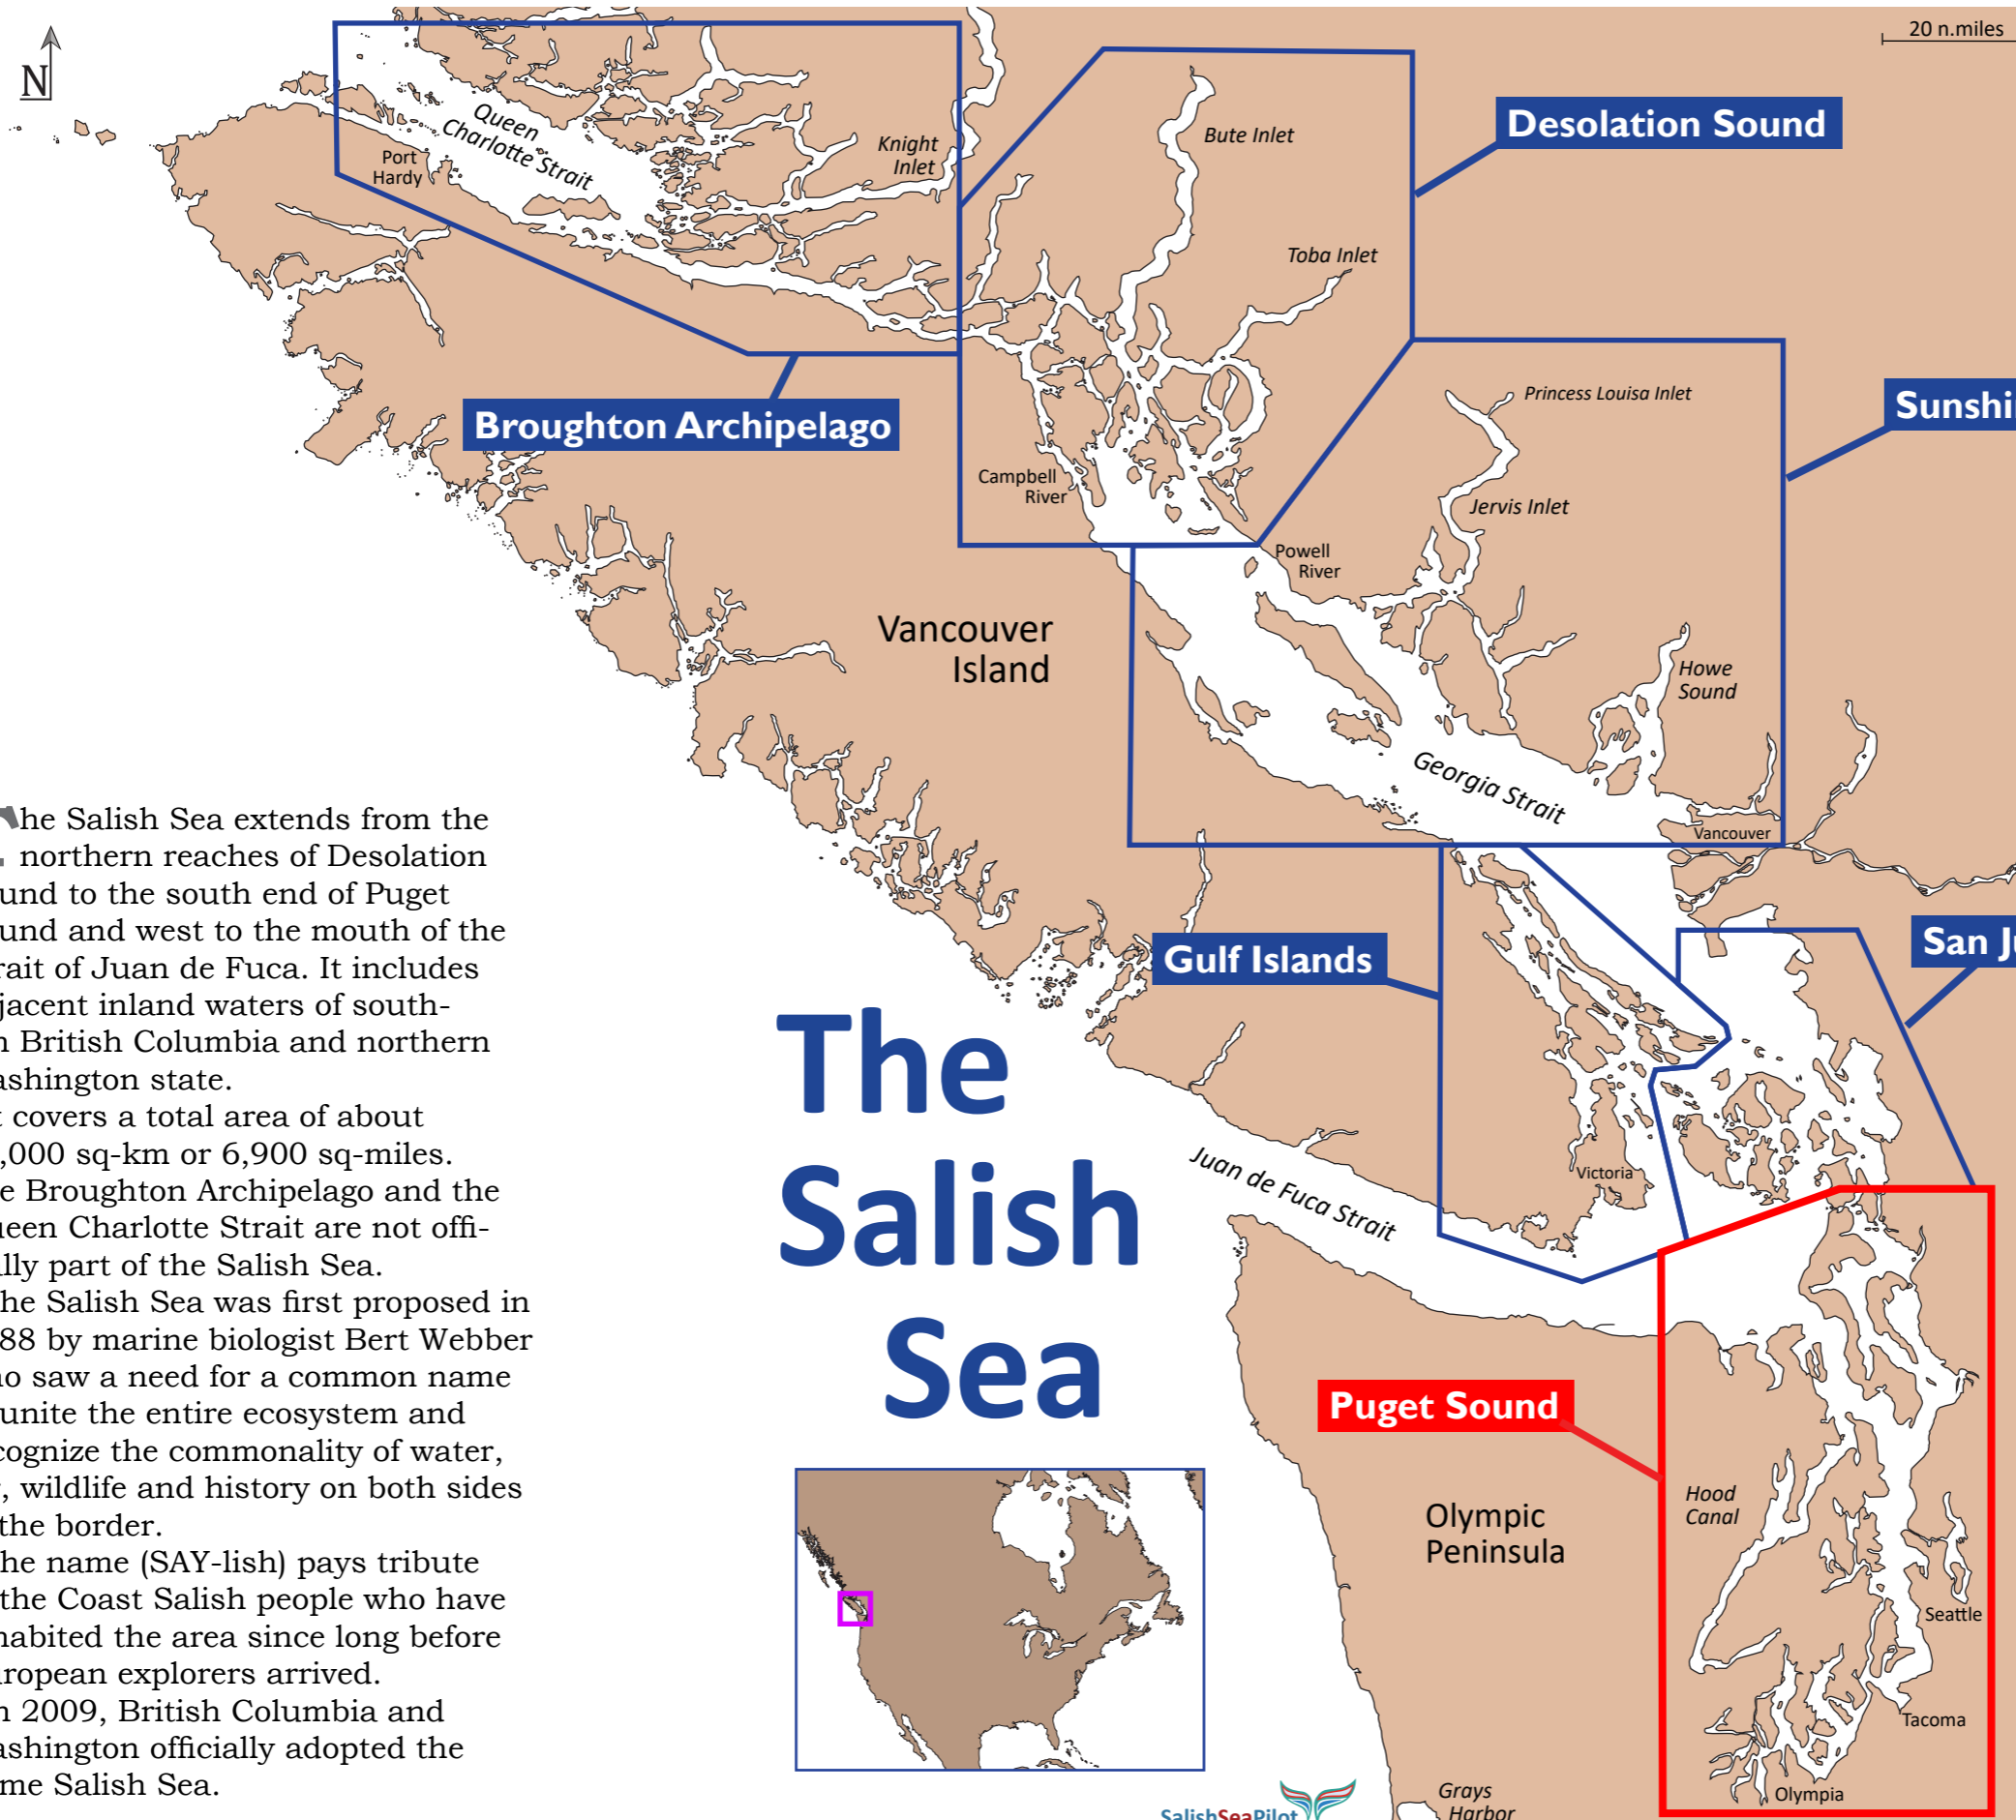 N
20 n.miles
Queen
Charlotte Strait
Port
Hardy
Knight
Inlet
Bute Inlet
Toba Inlet
Desolation Sound
Broughton Archipelago
Princess Louisa Inlet
Sunshi
Campbell
River
Jervis Inlet
Powell
River
Vancouver
Island
Howe
Sound
Georgia Strait
Vancouver
he Salish Sea extends from the
northern reaches of Desolation
und to the south end of Puget
und and west to the mouth of the
rait of Juan de Fuca. It includes
jacent inland waters of south-
n British Columbia and northern
ashington state.
t covers a total area of about
,000 sq-km or 6,900 sq-miles.
e Broughton Archipelago and the
ueen Charlotte Strait are not offi-
lly part of the Salish Sea.
he Salish Sea was first proposed in
88 by marine biologist Bert Webber
o saw a need for a common name
unite the entire ecosystem and
cognize the commonality of water,
, wildlife and history on both sides
the border.
he name (SAY-lish) pays tribute
the Coast Salish people who have
habited the area since long before
ropean explorers arrived.
n 2009, British Columbia and
ashington officially adopted the
me Salish Sea.
Gulf Islands
San Ju
The
Salish
Sea
Juan de Fuca Strait
Victoria
Puget Sound
Olympic
Peninsula
Hood
Canal
Seattle
Tacoma
Olympia
Grays
Harbor
SalishSeaPilot